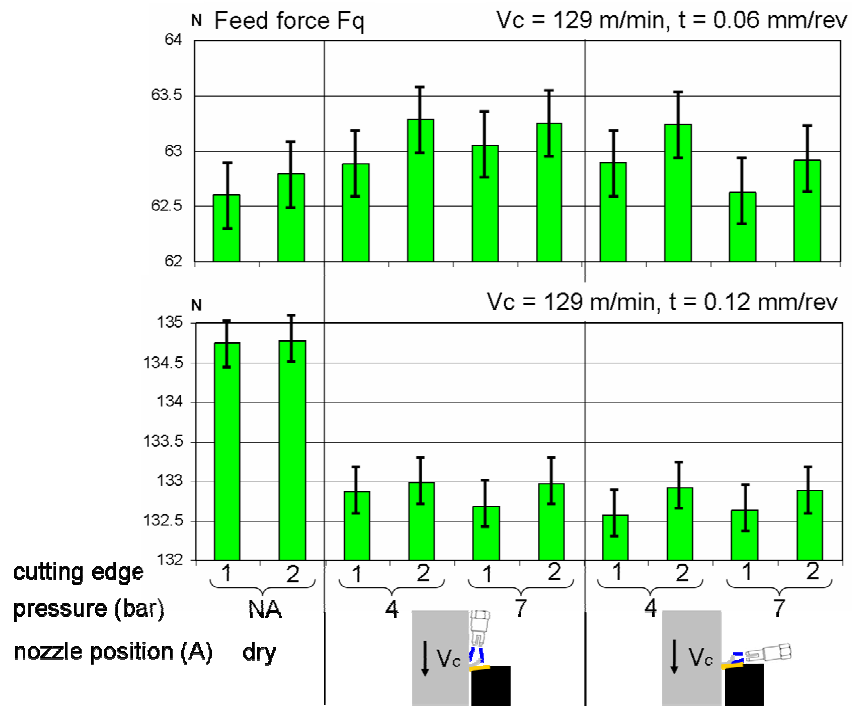 N Feed force Fq Vc = 129 m/min, t = 0.06 mm/rev
64
63.5
63
62.5
62
N Vc = 129 m/min, t = 0.12 mm/rev
135
134.5
134
133.5
133
132.5
132
cutting edge 1 2 1 2 1 2 1 2 1 2
pressure (bar) NA 4 7 4 7
nozzle position (A) dry Vc Vc